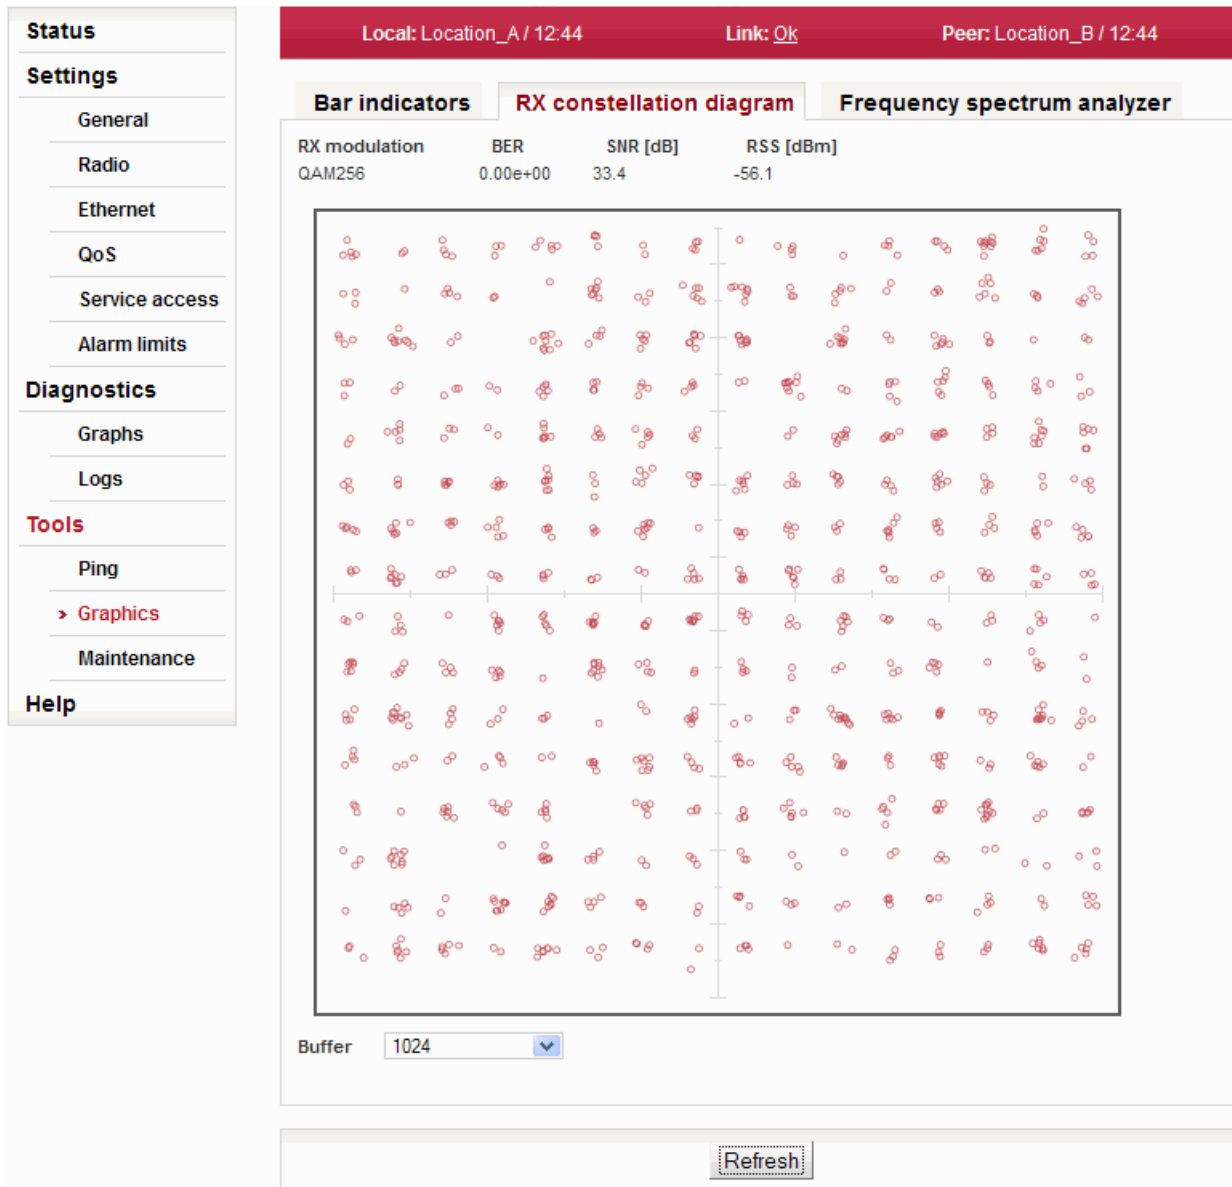 Status
Settings
General
Radio
Ethernet
QoS
Service access
Alarm limits
Diagnostics
Graphs
Logs
Tools
Ping
> Graphics
Maintenance
Help
Local: Location_A / 12:44 Link: Ok Peer: Location_B / 12:44
Bar indicators RX constellation diagram Frequency spectrum analyzer
RX modulation BER SNR [dB] RSS [dBm]
QAM256 0.00e+00 33.4 -56.1
Buffer 1024
Refresh